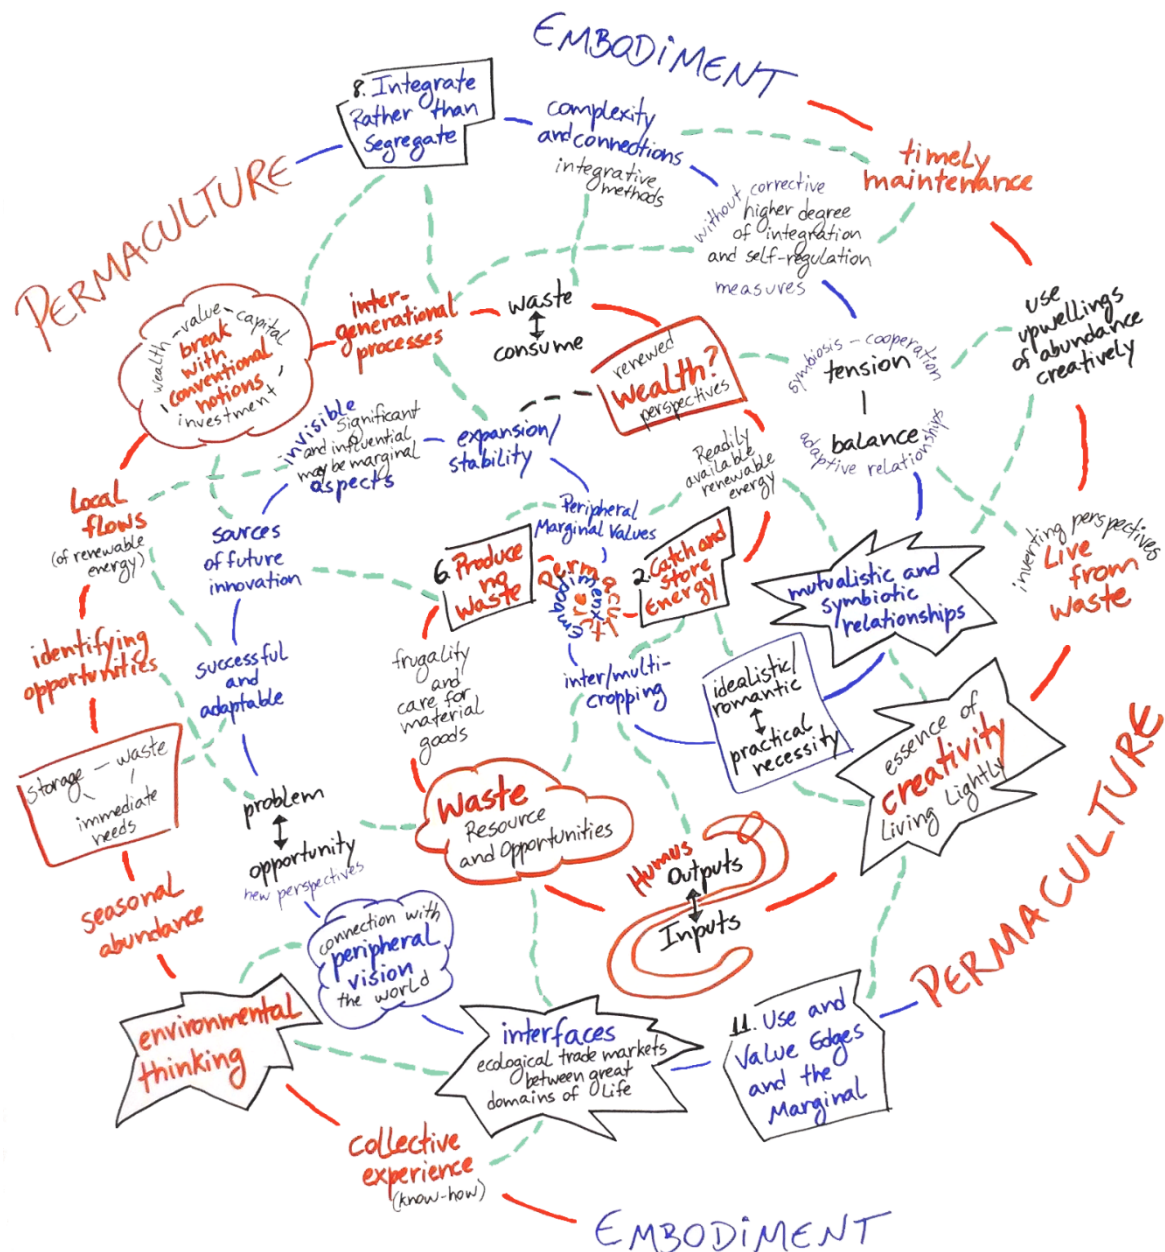 EMBODiMENT
8. Integrate
Rather than
Segregate
complexity
and connections
integrative
methods
timely
maintenance
PERMACULTURE
without corrective
higher degree
of integration
and self-regulation
measures
wealth - value - capital
break
with
conventional
notions
investment
inter-
generational
processes
waste
consume
renewed
wealth?
perspectives
symbiosis - cooperation
tension
balance
adaptive relationships
use
upwellings
of abundance
creatively
invisible
Significant
and influential
may be marginal
aspects
expansion/
stability
Readily
available
renewable
energy
Local
flows
(of renewable
energy)
sources
of future
innovation
Peripheral
Marginal Values
6. Produce
no
waste
2. Catch and
store
energy
mutualistic and
symbiotic
relationships
inverting perspectives
Live
from
waste
identifying
opportunities
successful
and
adaptable
frugality
and
care for
material
goods
inter/multi-
cropping
idealistic/
romantic
practical
necessity
essence of
creativity
Living Lightly
storage - waste
immediate
needs
problem
opportunity
new perspectives
Waste
Resource
and Opportunities
Humus
Outputs
Inputs
PERMACULTURE
seasonal
abundance
connection with
peripheral
vision
the world
environmental
thinking
interfaces
ecological trade markets
between great
domains of Life
11. Use and
Value Edges
and the
Marginal
collective
experience
(know-how)
EMBODiMENT